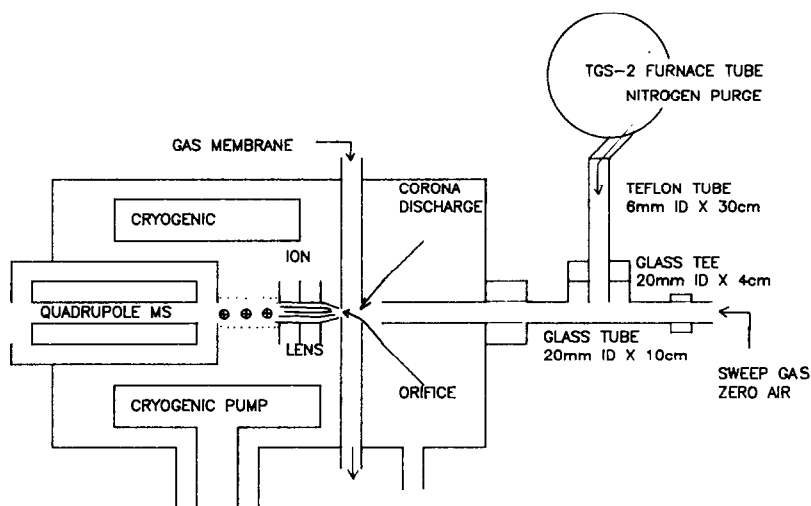 TGS-2 FURNACE TUBE
NITROGEN PURGE
GAS MEMBRANE
CORONA
DISCHARGE
TEFLON TUBE
6mm ID X 30cm
CRYOGENIC
ION
GLASS TEE
20mm ID X 4cm
QUADRUPOLE MS
LENS
GLASS TUBE
20mm ID X 10cm
ORIFICE
SWEEP GAS
ZERO AIR
CRYOGENIC PUMP